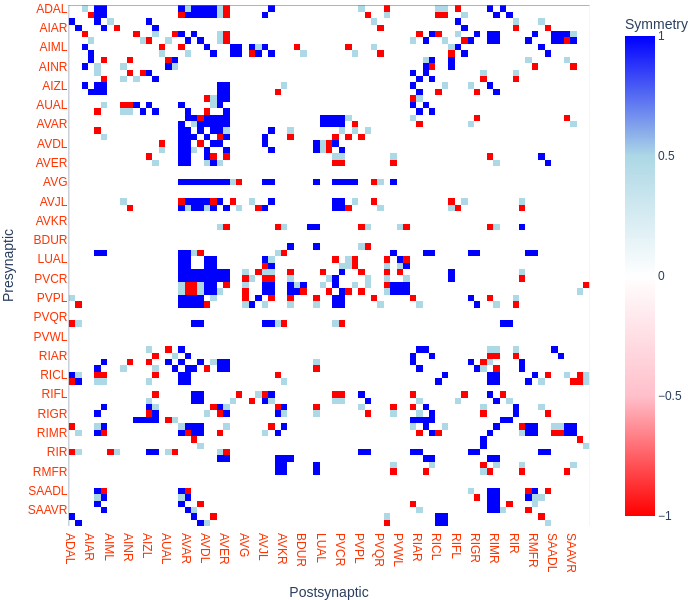 Symmetry
1
0.5
0
−0.5
−1
Presynaptic
ADAL
AIAR
AIML
AINR
AIZL
AUAL
AVAR
AVDL
AVER
AVG
AVJL
AVKR
BDUR
LUAL
PVCR
PVPL
PVQR
PVWL
RIAR
RICL
RIFL
RIGR
RIMR
RIR
RMFR
SAADL
SAAVR
ADAL
AIAR
AIML
AINR
AIZL
AUAL
AVAR
AVDL
AVER
AVG
AVJL
AVKR
BDUR
LUAL
PVCR
PVPL
PVQR
PVWL
RIAR
RICL
RIFL
RIGR
RIMR
RIR
RMFR
SAADL
SAAVR
Postsynaptic